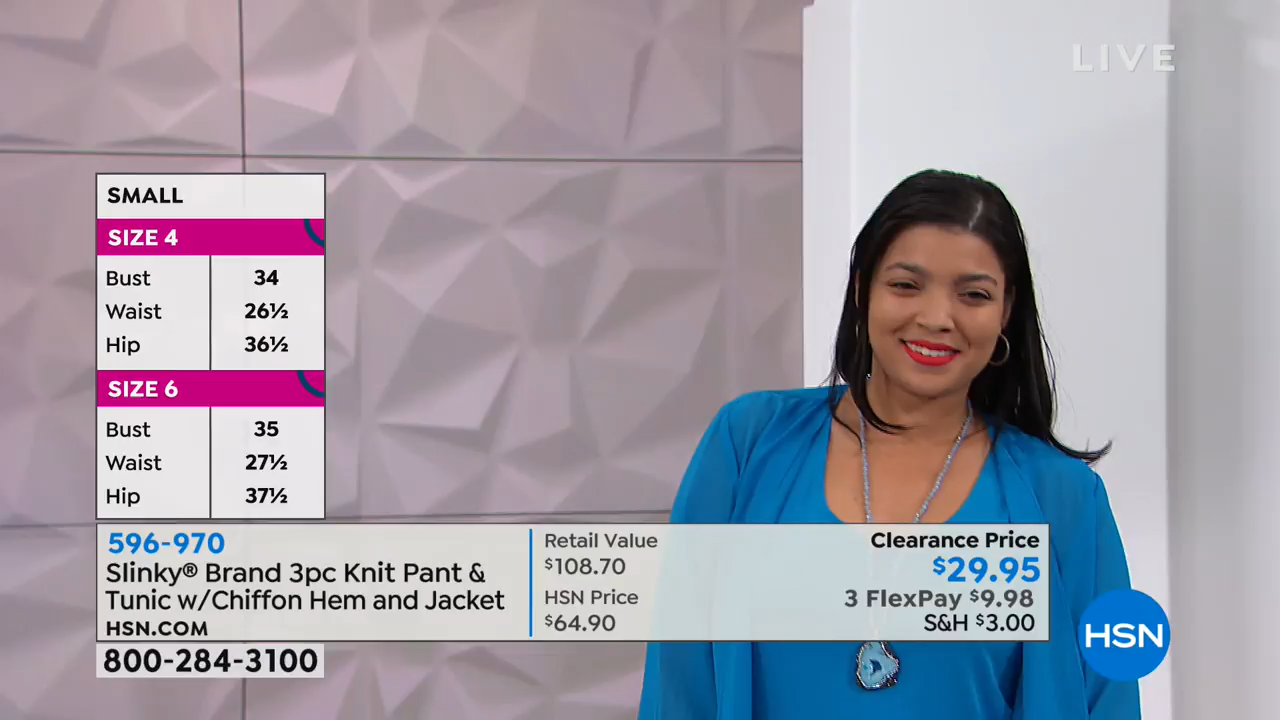 LIVE
SMALL
SIZE 4
Bust 34
Waist 26½
Hip 36½
SIZE 6
Bust 35
Waist 27½
Hip 37½
596-970
Slinky® Brand 3pc Knit Pant &
Tunic w/Chiffon Hem and Jacket
HSN.COM
800-284-3100
Retail Value
$108.70
HSN Price
$64.90
Clearance Price
$29.95
3 FlexPay $9.98
S&H $3.00
HSN